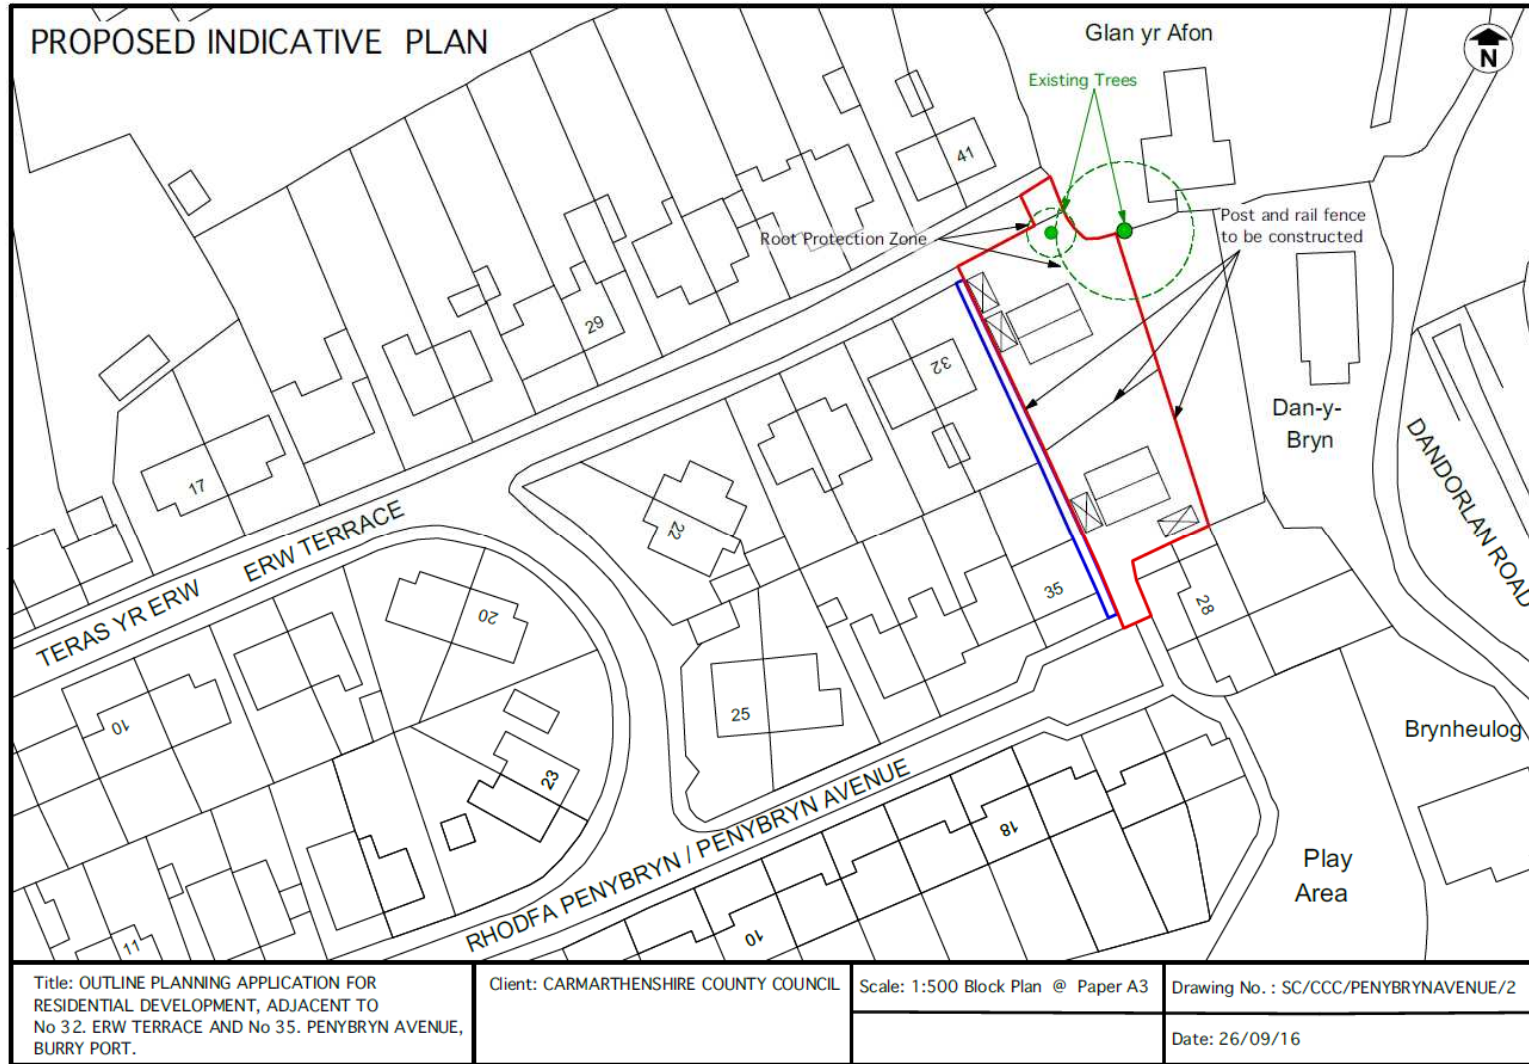 PROPOSED INDICATIVE PLAN
Glan yr Afon
N
Existing Trees
41
Post and rail fence
to be constructed
Root Protection Zone
29
32
Dan-y-
Bryn
17
DANDORLAN ROAD
TERAS YR ERW ERW TERRACE
22
20
35
28
10
25
23
Brynheulog
RHODFA PENYBRYN / PENYBRYN AVENUE
18
Play
Area
11
10
Title: OUTLINE PLANNING APPLICATION FOR
RESIDENTIAL DEVELOPMENT, ADJACENT TO
No 32. ERW TERRACE AND No 35. PENYBRYN AVENUE,
BURRY PORT.
Client: CARMARTHENSHIRE COUNTY COUNCIL
Scale: 1:500 Block Plan @ Paper A3
Drawing No. : SC/CCC/PENYBRYNAVENUE/2
Date: 26/09/16